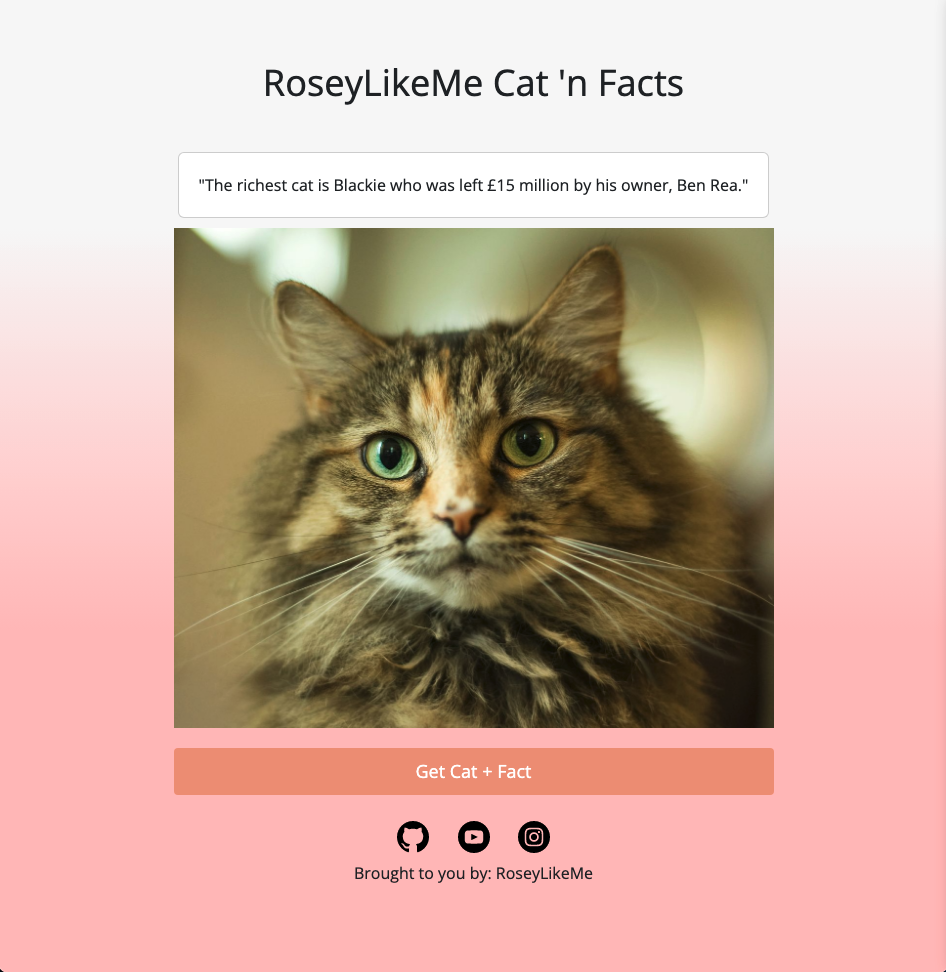 RoseyLikeMe Cat 'n Facts
"The richest cat is Blackie who was left £15 million by his owner, Ben Rea."
Get Cat + Fact
Brought to you by: RoseyLikeMe